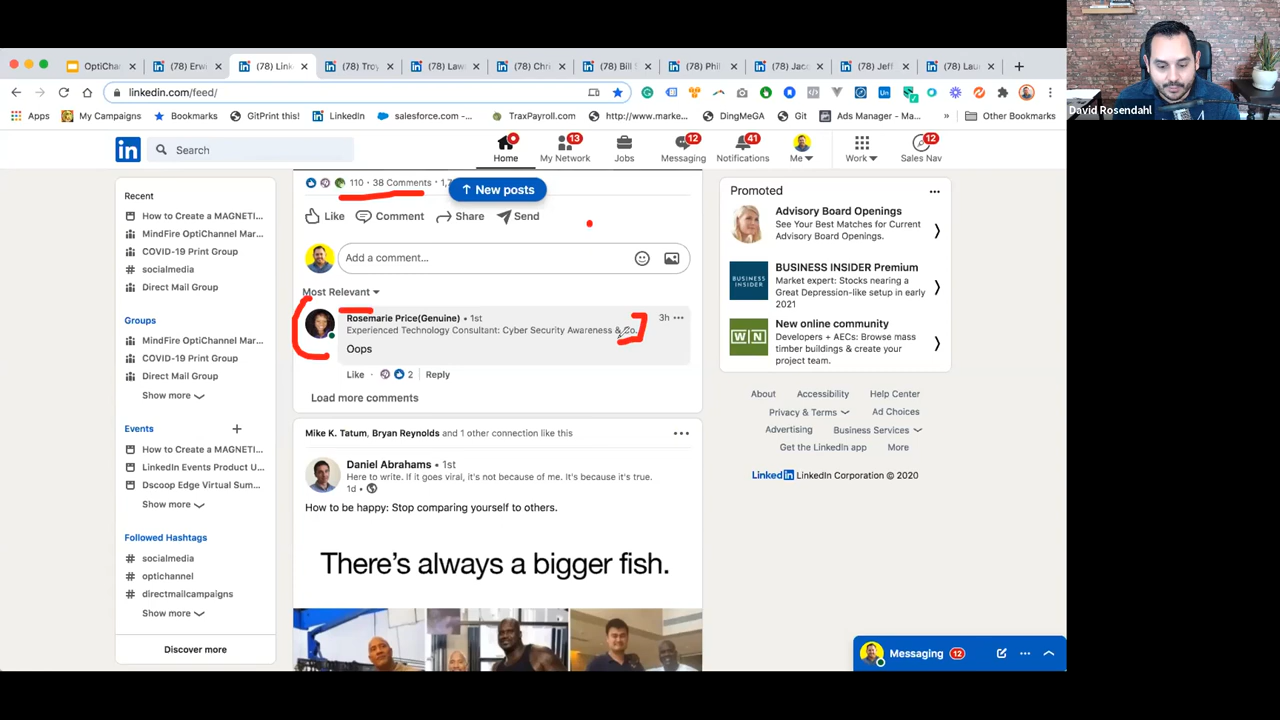 David Rosendahl
OptiChan
(78) Erw
(78) Link
(78) Troy
(78) Law
(78) Chr
(78) Bill S
(78) Phil
(78) Jac
(78) Jeff
(78) Lau
linkedin.com/feed/
Apps
My Campaigns
Bookmarks
GitPrint this!
LinkedIn
salesforce.com -
TraxPayroll.com
http://www.marke...
DingMeGA
Git
Ads Manager - Ma...
»
Other Bookmarks
in
Search
Home
13
My Network
Jobs
12
Messaging
41
Notifications
Me
Work
12
Sales Nav
Recent
How to Create a MAGNETI...
MindFire OptiChannel Mar...
COVID-19 Print Group
socialmedia
Direct Mail Group
Groups
MindFire OptiChannel Mar...
COVID-19 Print Group
Direct Mail Group
Show more
Events
How to Create a MAGNETI...
LinkedIn Events Product U...
Dscoop Edge Virtual Sum...
Show more
Followed Hashtags
# socialmedia
# optichannel
# directmailcampaigns
Show more
Discover more
110 · 38 Comments · 1,
↑ New posts
Like
Comment
Share
Send
Add a comment...
Most Relevant
Rosemarie Price(Genuine) • 1st
3h
Experienced Technology Consultant: Cyber Security Awareness & Co...
Oops
Like · 2 | Reply
Load more comments
Mike K. Tatum, Bryan Reynolds and 1 other connection like this
Daniel Abrahams • 1st
Here to write. If it goes viral, it's not because of me. It's because it's true.
1d •
How to be happy: Stop comparing yourself to others.
There's always a bigger fish.
Promoted
Advisory Board Openings
See Your Best Matches for Current
Advisory Board Openings.
BUSINESS
INSIDER
BUSINESS INSIDER Premium
Market expert: Stocks nearing a
Great Depression-like setup in early
2021
WN
New online community
Developers + AECs: Browse mass
timber buildings & create your
project team.
About
Accessibility
Help Center
Privacy & Terms
Ad Choices
Advertising
Business Services
Get the LinkedIn app
More
LinkedIn LinkedIn Corporation © 2020
Messaging 12